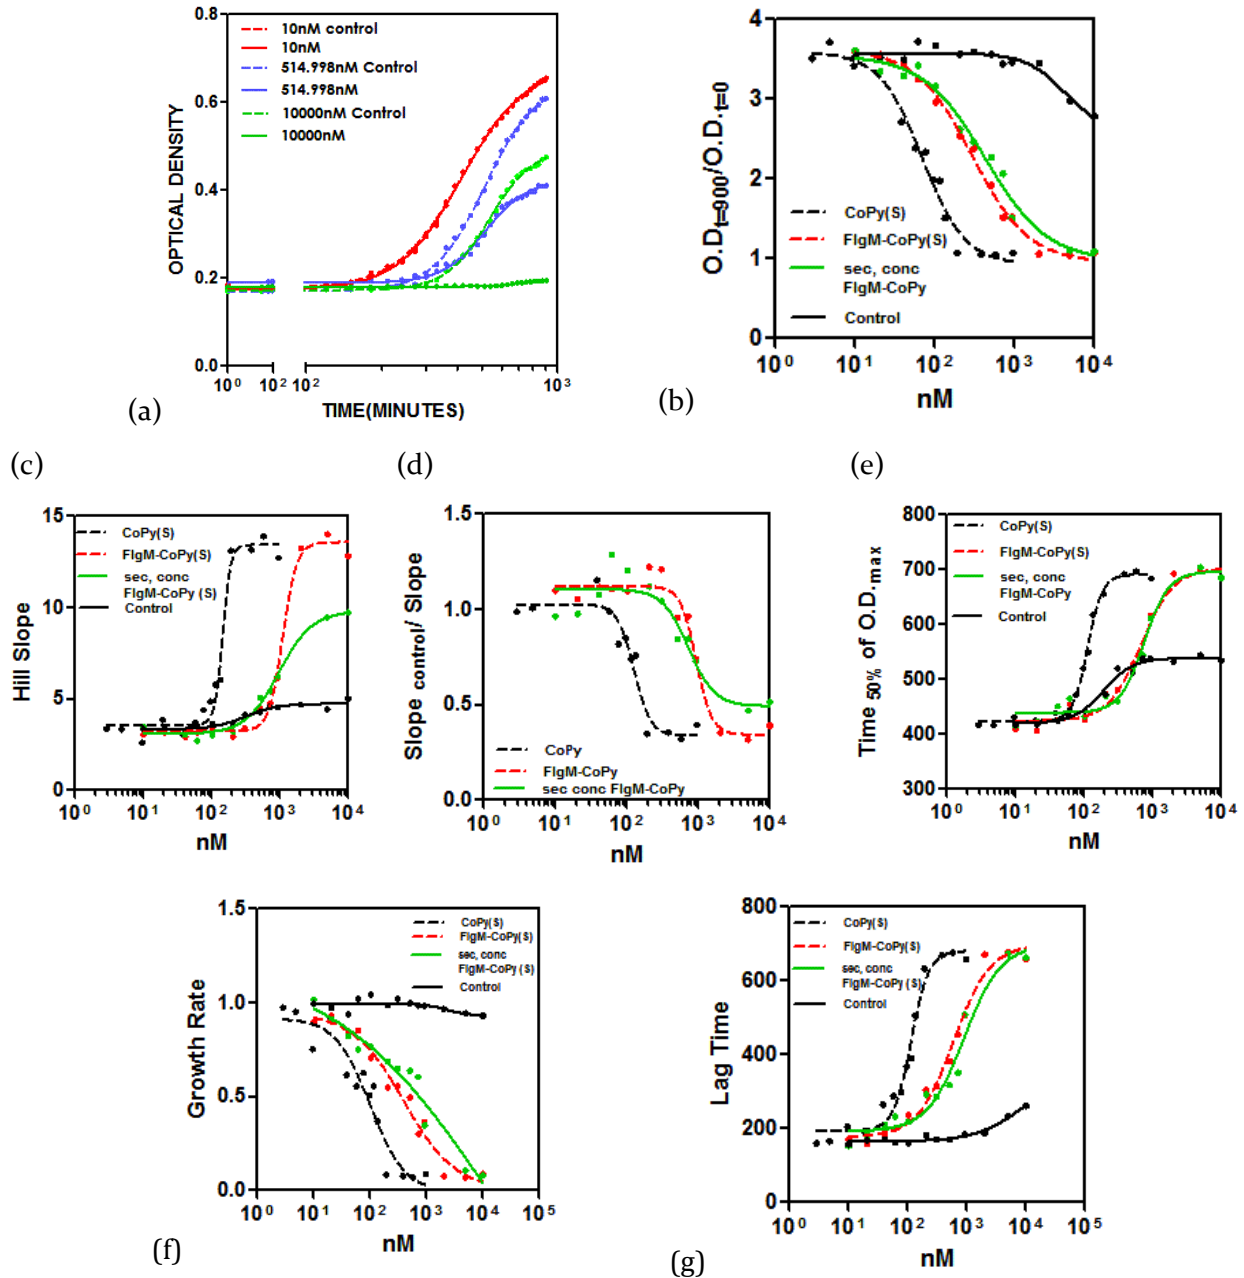 10nM control
10nM
514.998nM Control
514.998nM
10000nM Control
10000nM
OPTICAL DENSITY
0.8
0.6
0.4
0.2
0.0
10⁰ 10² 10² 10³
TIME(MINUTES)
(a)
O.D.t=900/O.D.t=0
4
3
2
1
0
CoPy(S)
FlgM-CoPy(S)
sec, conc
FlgM-CoPy
Control
10⁰ 10¹ 10² 10³ 10⁴
nM
(b)
(c)
Hill Slope
15
10
5
0
CoPy(S)
FlgM-CoPy(S)
sec, conc
FlgM-CoPy (S)
Control
10⁰ 10¹ 10² 10³ 10⁴
nM
(d)
Slope control/ Slope
1.5
1.0
0.5
0.0
CoPy
FlgM-CoPy
sec conc FlgM-CoPy
10⁰ 10¹ 10² 10³ 10⁴
nM
(e)
Time 50% of O.D.max
800
700
600
500
400
300
CoPy(S)
FlgM-CoPy(S)
sec, conc
FlgM-CoPy
Control
10⁰ 10¹ 10² 10³ 10⁴
nM
Growth Rate
1.5
1.0
0.5
0.0
CoPy(S)
FlgM-CoPy(S)
sec, conc
FlgM-CoPy (S)
Control
10⁰ 10¹ 10² 10³ 10⁴ 10⁵
nM
(f)
Lag Time
800
600
400
200
0
CoPy(S)
FlgM-CoPy(S)
sec, conc
FlgM-CoPy (S)
Control
10⁰ 10¹ 10² 10³ 10⁴ 10⁵
nM
(g)